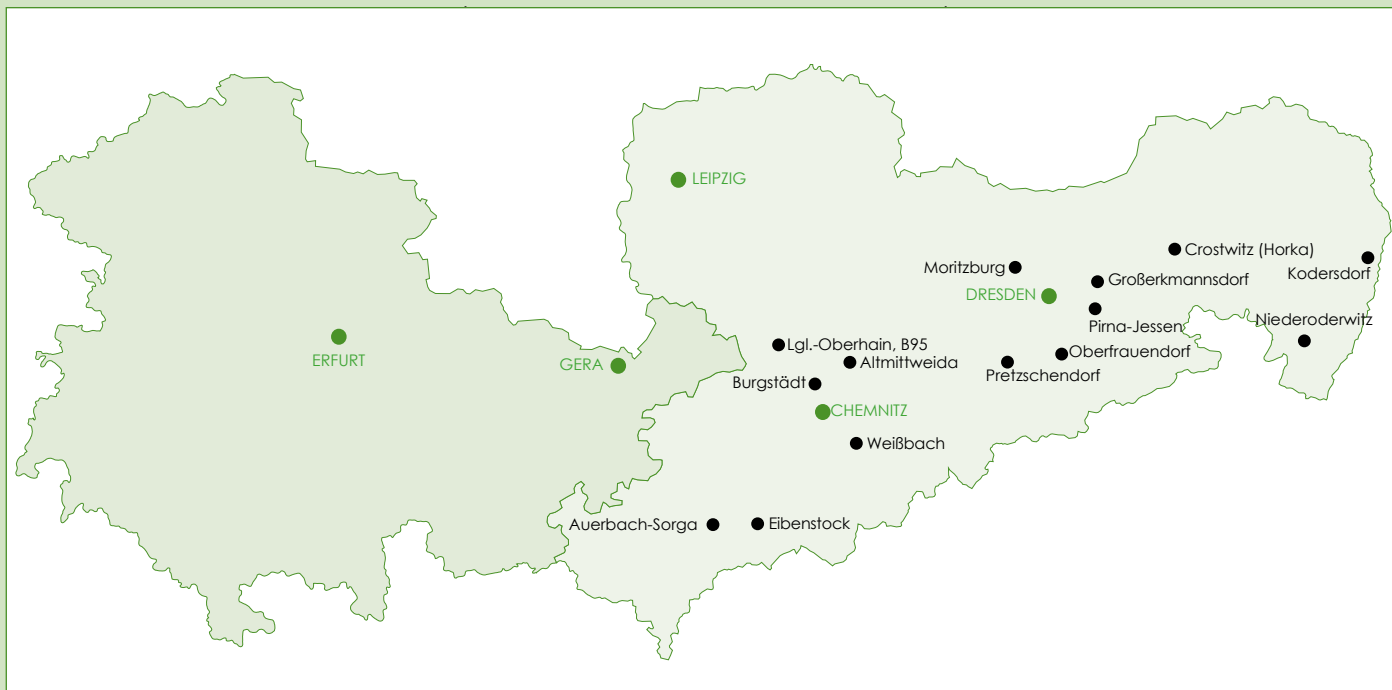 LEIPZIG
Crostwitz (Horka)
Moritzburg
Kodersdorf
Großerkmannsdorf
DRESDEN
Niederoderwitz
Pirna-Jessen
Lgl.-Oberhain, B95
Oberfrauendorf
ERFURT
GERA
Altmittweida
Pretzschendorf
Burgstädt
CHEMNITZ
Weißbach
Auerbach-Sorga
Eibenstock